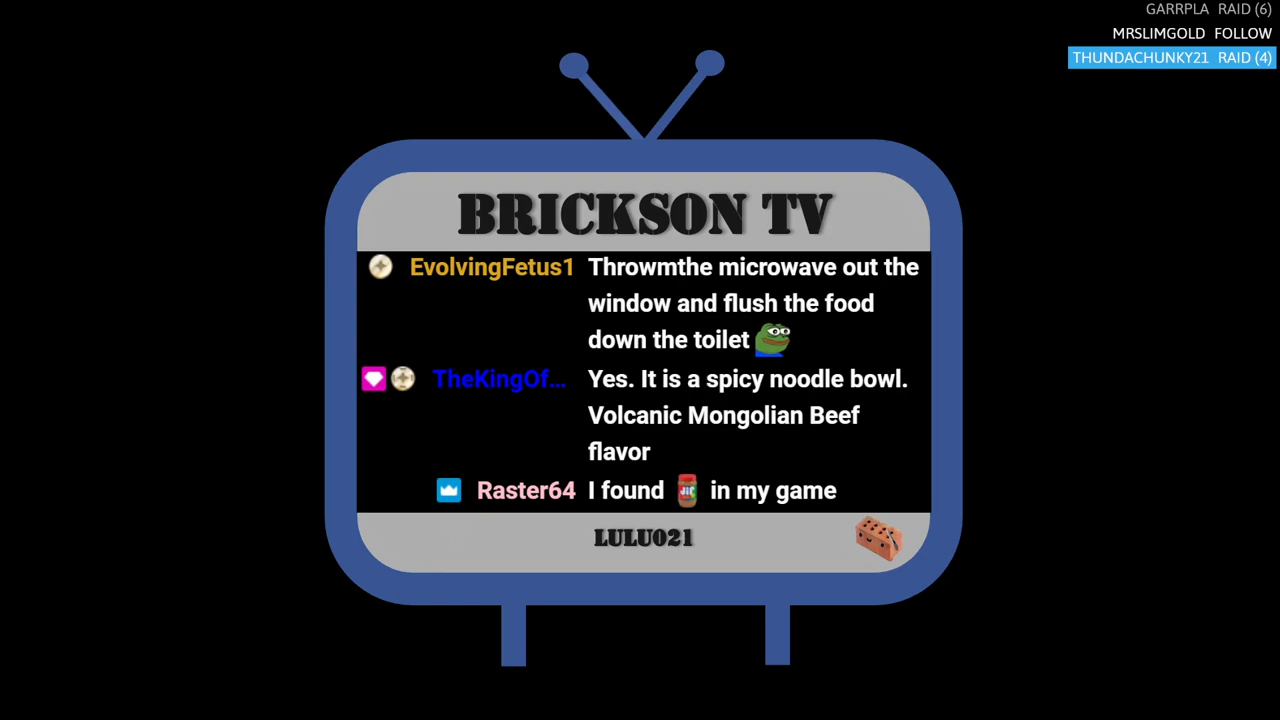 GARRPLA RAID (6)
MRSLIMGOLD FOLLOW
THUNDACHUNKY21 RAID (4)
BRICKSON TV
EvolvingFetus1 Throwmthe microwave out the
window and flush the food
down the toilet
TheKingOf... Yes. It is a spicy noodle bowl.
Volcanic Mongolian Beef
flavor
Raster64 I found JIF in my game
LULU021